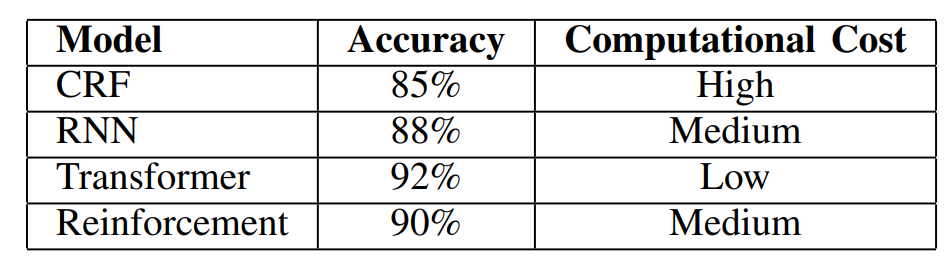 Model Accuracy Computational Cost
CRF 85% High
RNN 88% Medium
Transformer 92% Low
Reinforcement 90% Medium